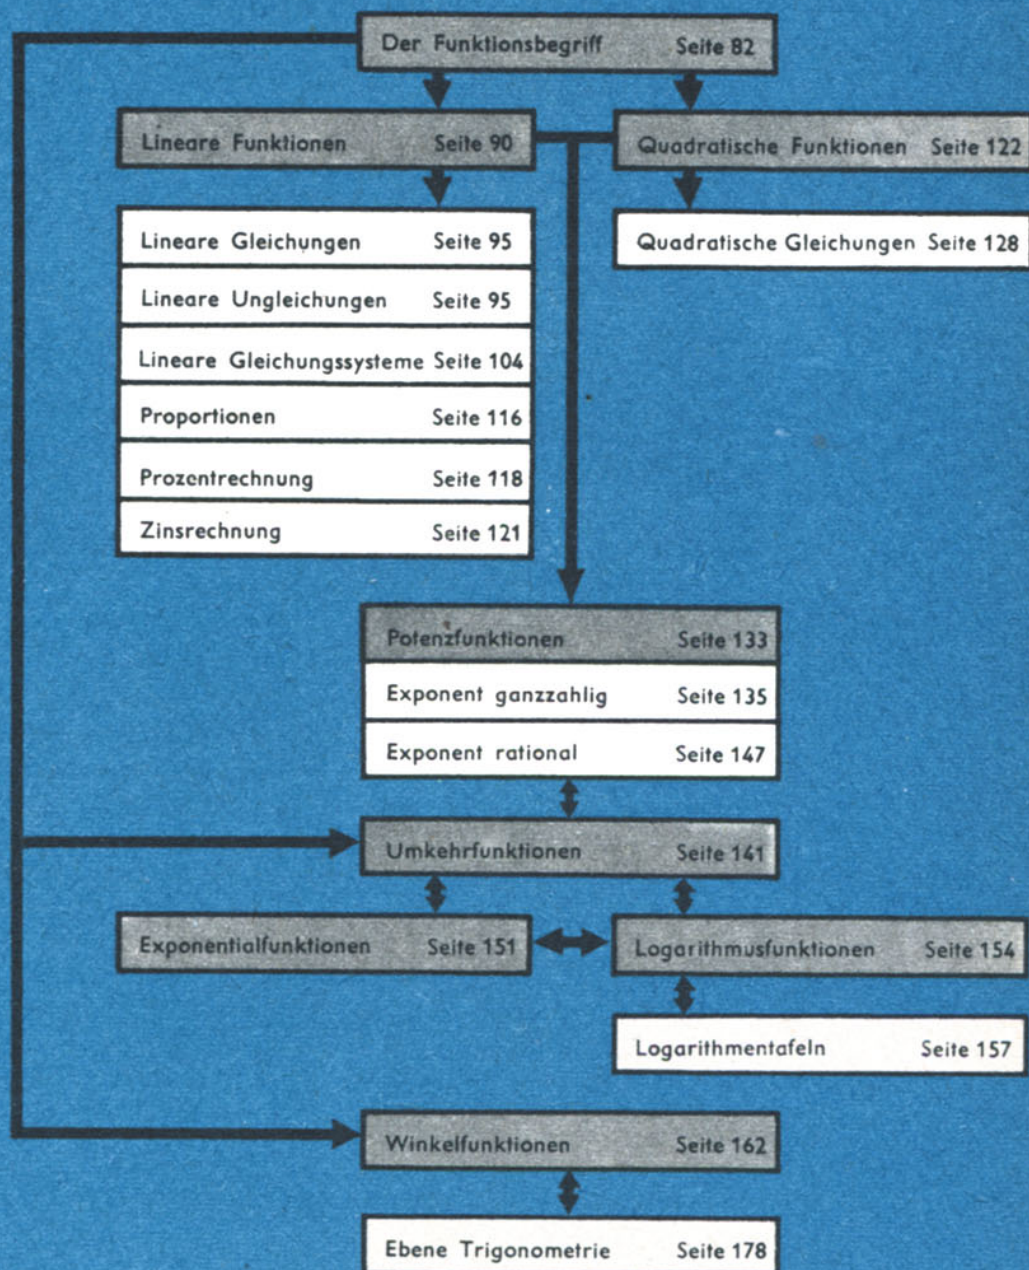 Der Funktionsbegriff Seite 82
Lineare Funktionen Seite 90
Quadratische Funktionen Seite 122
Lineare Gleichungen Seite 95
Quadratische Gleichungen Seite 128
Lineare Ungleichungen Seite 95
Lineare Gleichungssysteme Seite 104
Proportionen Seite 116
Prozentrechnung Seite 118
Zinsrechnung Seite 121
Potenzfunktionen Seite 133
Exponent ganzzahlig Seite 135
Exponent rational Seite 147
Umkehrfunktionen Seite 141
Exponentialfunktionen Seite 151
Logarithmusfunktionen Seite 154
Logarithmentafeln Seite 157
Winkelfunktionen Seite 162
Ebene Trigonometrie Seite 178